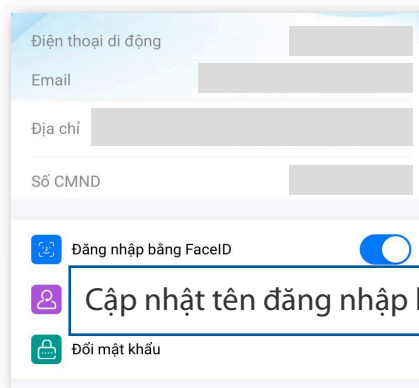 Điện thoại di động
Email
Địa chỉ
Số CMND
Đăng nhập bằng FaceID
Cập nhật tên đăng nhập
Đổi mật khẩu